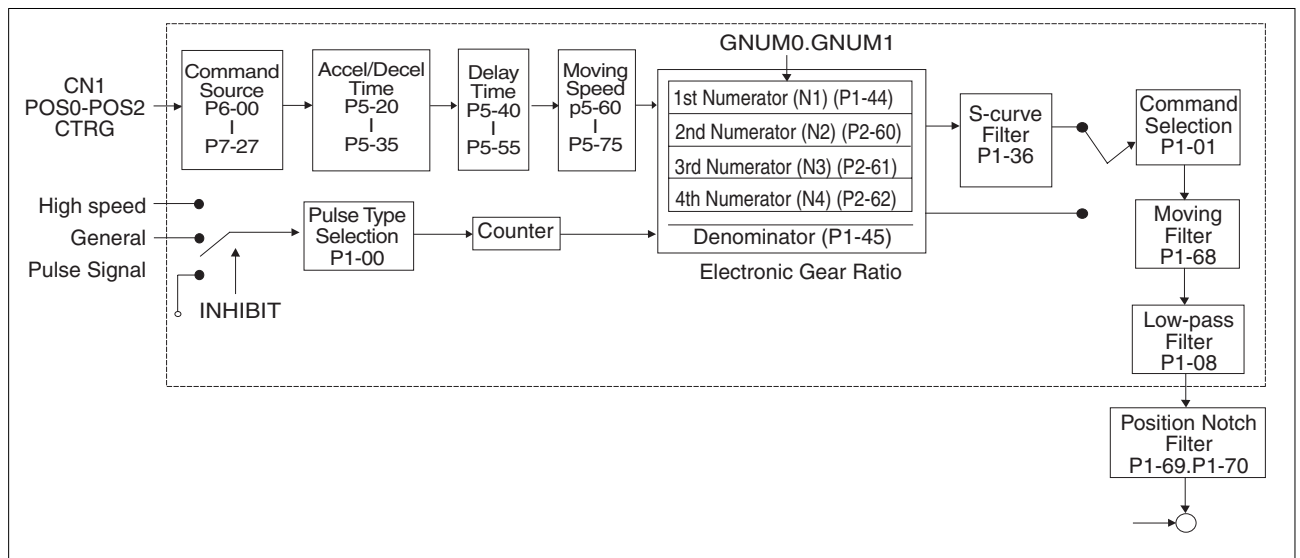 GNUM0.GNUM1
CN1
POS0-POS2
CTRG
Command
Source
P6-00
I
P7-27
Accel/Decel
Time
P5-20
I
P5-35
Delay
Time
P5-40
I
P5-55
Moving
Speed
p5-60
I
P5-75
1st Numerator (N1) (P1-44)
2nd Numerator (N2) (P2-60)
3rd Numerator (N3) (P2-61)
4th Numerator (N4) (P2-62)
Denominator (P1-45)
Electronic Gear Ratio
S-curve
Filter
P1-36
Command
Selection
P1-01
High speed
General
Pulse Signal
INHIBIT
Pulse Type
Selection
P1-00
Counter
Moving
Filter
P1-68
Low-pass
Filter
P1-08
Position Notch
Filter
P1-69.P1-70